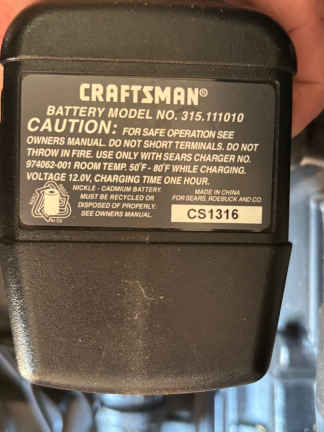 CRAFTSMAN®
BATTERY MODEL NO. 315.111010
CAUTION: FOR SAFE OPERATION SEE
OWNERS MANUAL. DO NOT SHORT TERMINALS. DO NOT
THROW IN FIRE. USE ONLY WITH SEARS CHARGER NO.
974062-001 ROOM TEMP. 50°F - 80°F WHILE CHARGING.
VOLTAGE 12.0V, CHARGING TIME ONE HOUR.
NICKLE - CADMIUM BATTERY
MUST BE RECYCLED OR
DISPOSED OF PROPERLY.
SEE OWNERS MANUAL.
MADE IN CHINA
FOR SEARS, ROEBUCK AND CO.
CS1316